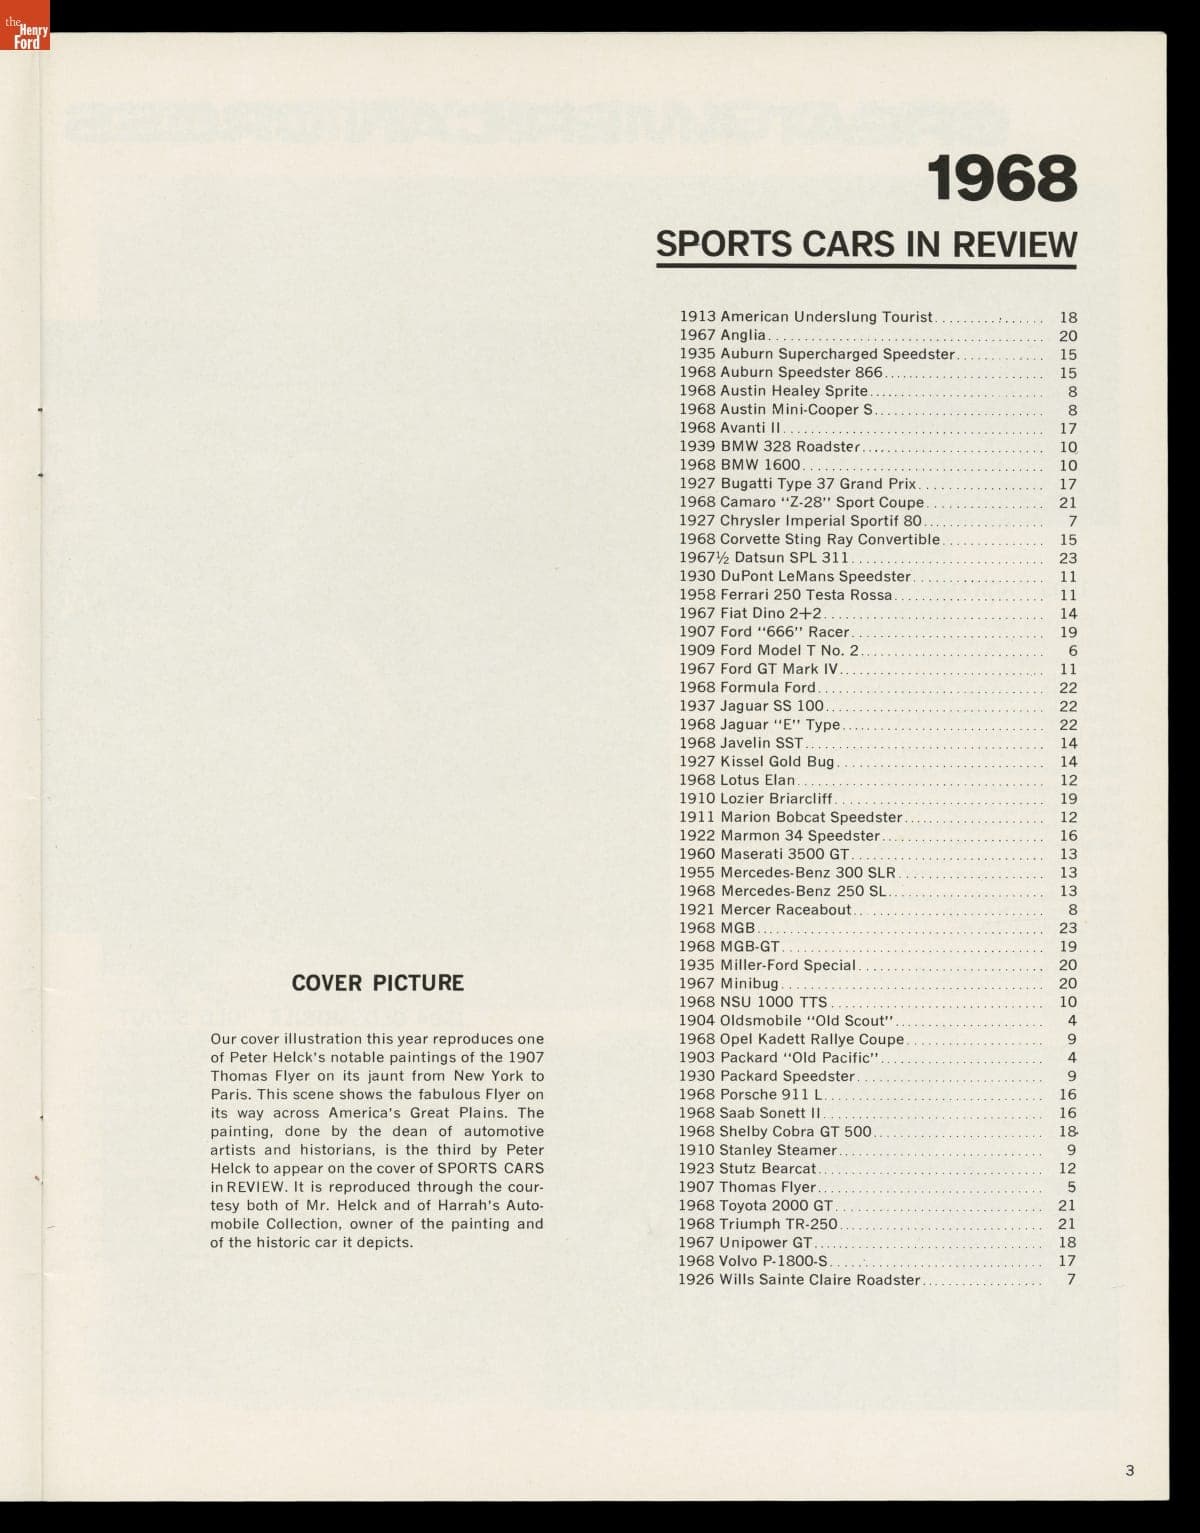 the
Henry
Ford
1968
SPORTS CARS IN REVIEW
1913 American Underslung Tourist................ 18
1967 Anglia...................................... 20
1935 Auburn Supercharged Speedster............ 15
1968 Auburn Speedster 866...................... 15
1968 Austin Healey Sprite........................ 8
1968 Austin Mini-Cooper S....................... 8
1968 Avanti II.................................... 17
1939 BMW 328 Roadster......................... 10
1968 BMW 1600................................. 10
1927 Bugatti Type 37 Grand Prix................. 17
1968 Camaro “Z-28” Sport Coupe................ 21
1927 Chrysler Imperial Sportif 80................ 7
1968 Corvette Sting Ray Convertible.............. 15
1967½ Datsun SPL 311.......................... 23
1930 DuPont LeMans Speedster.................. 11
1958 Ferrari 250 Testa Rossa..................... 11
1967 Fiat Dino 2+2.............................. 14
1907 Ford “666” Racer.......................... 19
1909 Ford Model T No. 2......................... 6
1967 Ford GT Mark IV............................ 11
1968 Formula Ford............................... 22
1937 Jaguar SS 100.............................. 22
1968 Jaguar “E” Type........................... 22
1968 Javelin SST................................ 14
1927 Kissel Gold Bug............................ 14
1968 Lotus Elan.................................. 12
1910 Lozier Briarcliff............................ 19
1911 Marion Bobcat Speedster................... 12
1922 Marmon 34 Speedster...................... 16
1960 Maserati 3500 GT.......................... 13
1955 Mercedes-Benz 300 SLR.................... 13
1968 Mercedes-Benz 250 SL..................... 13
1921 Mercer Raceabout.......................... 8
1968 MGB....................................... 23
1968 MGB-GT................................... 19
1935 Miller-Ford Special......................... 20
1967 Minibug.................................... 20
1968 NSU 1000 TTS............................. 10
1904 Oldsmobile “Old Scout”.................... 4
1968 Opel Kadett Rallye Coupe................... 9
1903 Packard “Old Pacific”...................... 4
1930 Packard Speedster......................... 9
1968 Porsche 911 L.............................. 16
1968 Saab Sonett II.............................. 16
1968 Shelby Cobra GT 500....................... 18
1910 Stanley Steamer............................ 9
1923 Stutz Bearcat............................... 12
1907 Thomas Flyer............................... 5
1968 Toyota 2000 GT............................ 21
1968 Triumph TR-250............................ 21
1967 Unipower GT............................... 18
1968 Volvo P-1800-S............................. 17
1926 Wills Sainte Claire Roadster.................. 7
COVER PICTURE
Our cover illustration this year reproduces one
of Peter Helck's notable paintings of the 1907
Thomas Flyer on its jaunt from New York to
Paris. This scene shows the fabulous Flyer on
its way across America's Great Plains. The
painting, done by the dean of automotive
artists and historians, is the third by Peter
Helck to appear on the cover of SPORTS CARS
in REVIEW. It is reproduced through the cour-
tesy both of Mr. Helck and of Harrah's Auto-
mobile Collection, owner of the painting and
of the historic car it depicts.
3